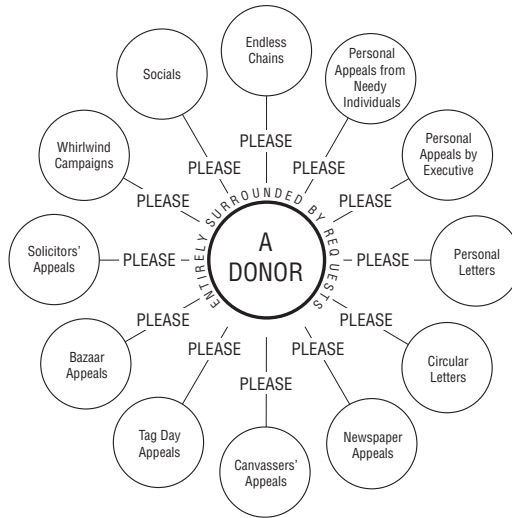 Endless
Chains
Personal
Appeals from
Needy
Individuals
Personal
Appeals by
Executive
Personal
Letters
Circular
Letters
Newspaper
Appeals
Canvassers'
Appeals
Tag Day
Appeals
Bazaar
Appeals
Solicitors'
Appeals
Whirlwind
Campaigns
Socials
PLEASE
PLEASE
PLEASE
PLEASE
PLEASE
PLEASE
PLEASE
PLEASE
PLEASE
PLEASE
PLEASE
PLEASE
ENTIRELY SURROUNDED BY REQUESTS
A
DONOR